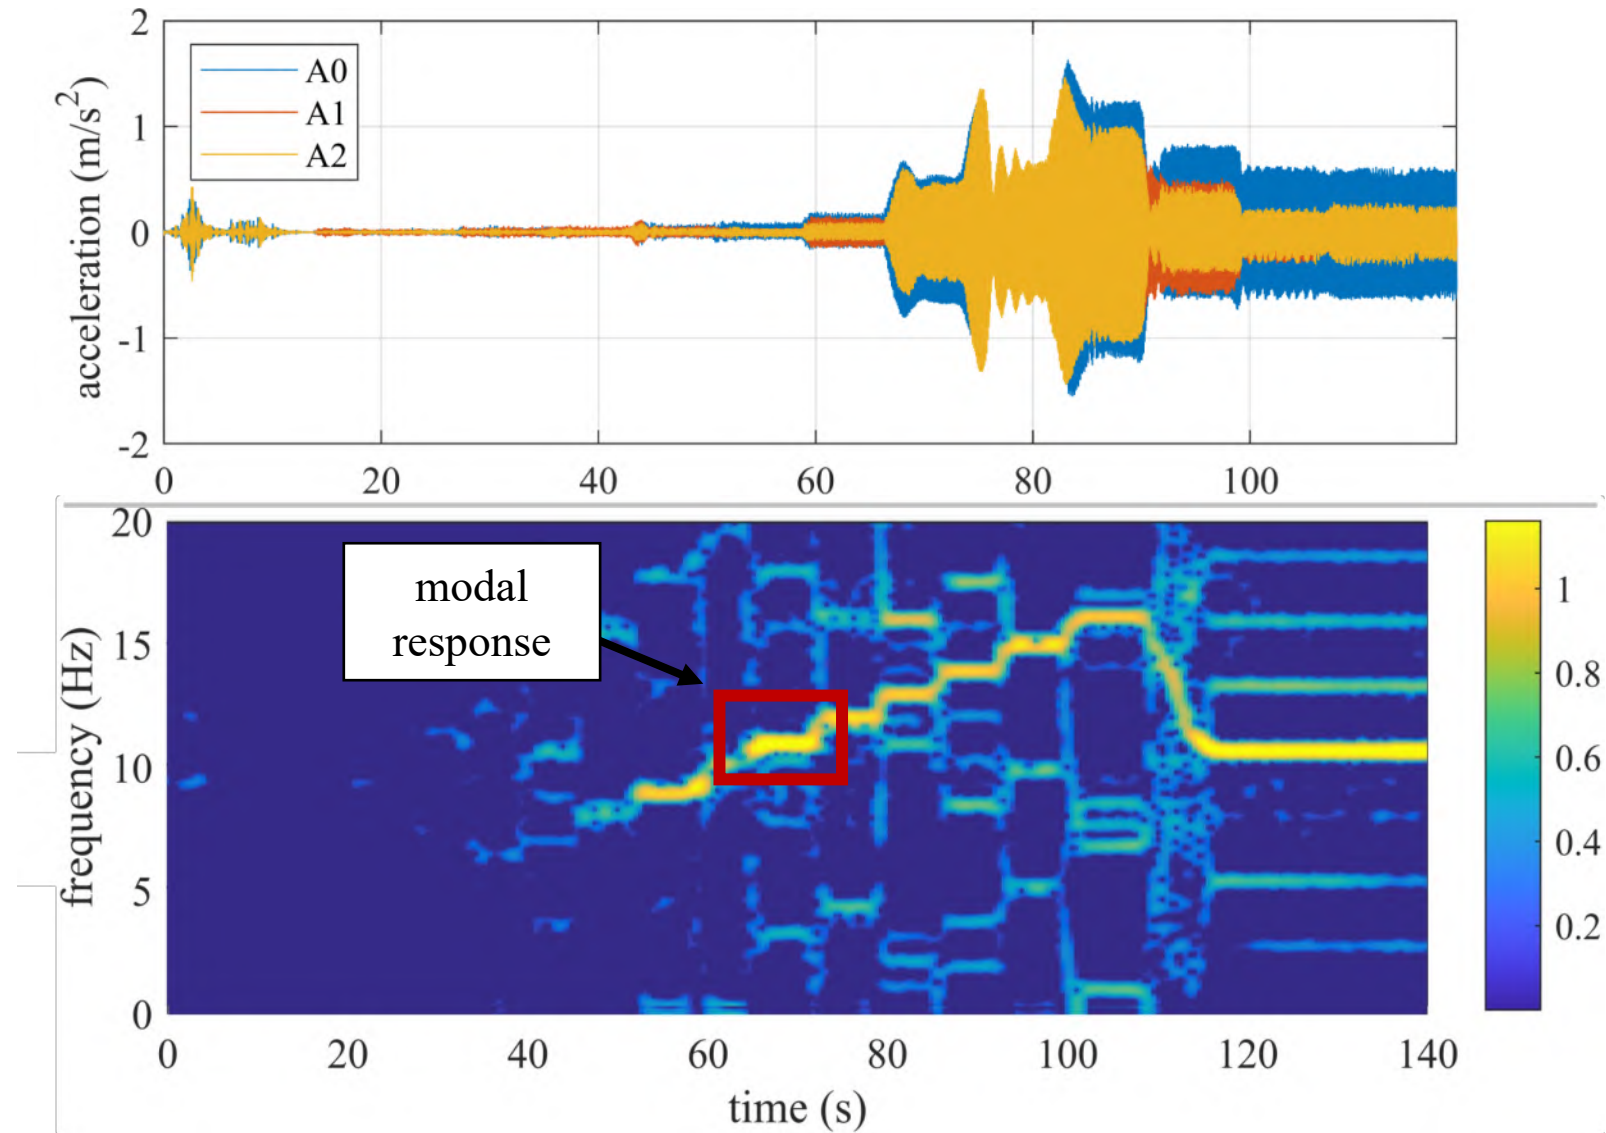 2
1
0
-1
-2
acceleration (m/s²)
A0
A1
A2
0 20 40 60 80 100
20
15
10
5
0
frequency (Hz)
modal
response
0 20 40 60 80 100 120 140
time (s)
1
0.8
0.6
0.4
0.2